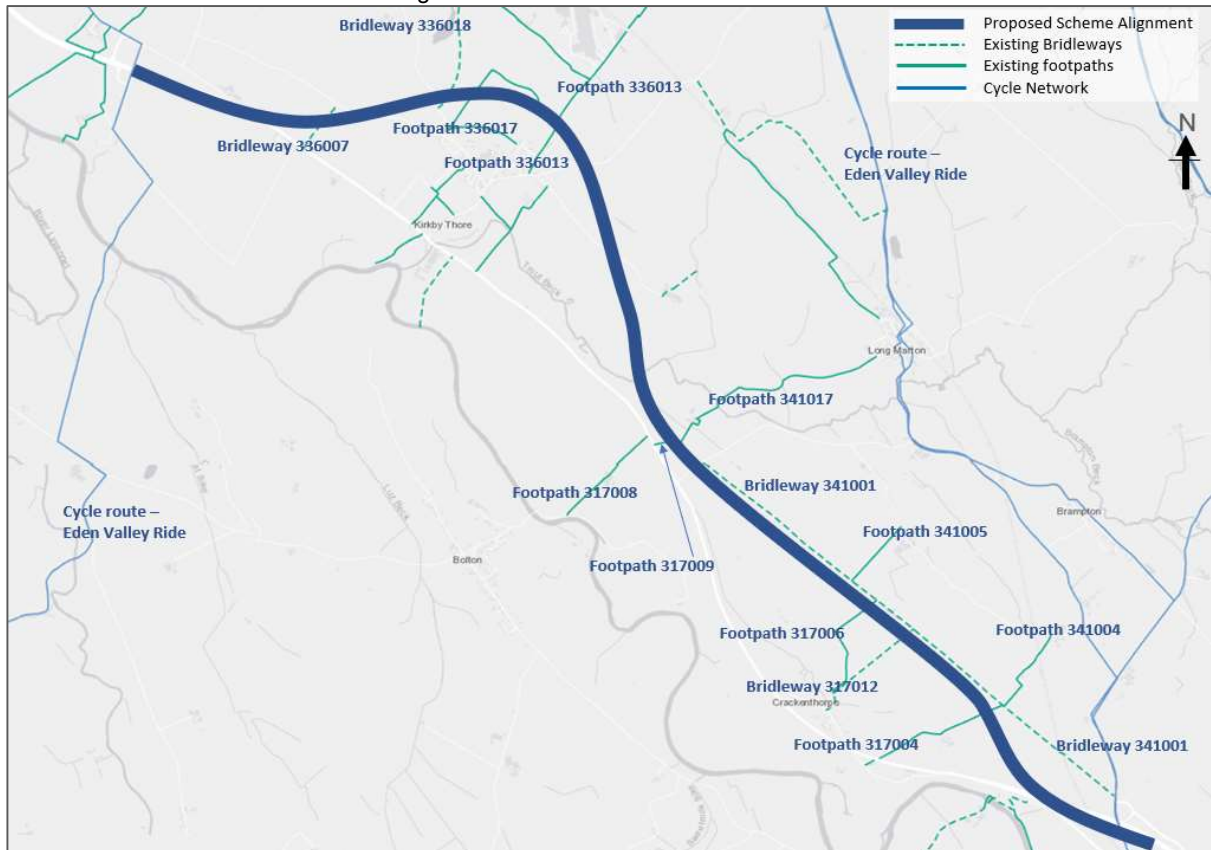 Bridleway 336018
Proposed Scheme Alignment
Existing Bridleways
Existing footpaths
Cycle Network
N
Footpath 336013
Footpath 336017
Bridleway 336007
Footpath 336013
Cycle route –
Eden Valley Ride
Kirkby Thore
Trout Beck
Long Marton
Footpath 341017
Bridleway 341001
Footpath 317008
Footpath 341005
Cycle route –
Eden Valley Ride
Brampton
Bolton
Footpath 317009
Footpath 317006
Footpath 341004
Bridleway 317012
Crackenthorpe
Footpath 317004
Bridleway 341001